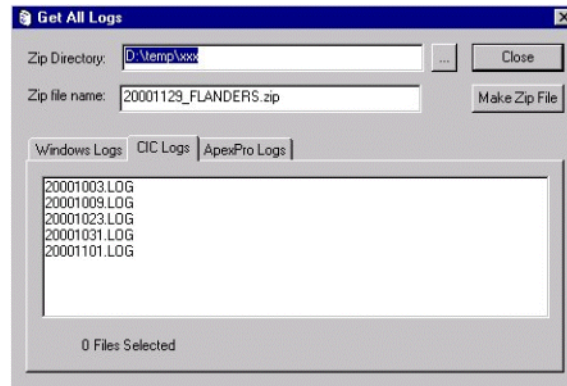 Get All Logs
Zip Directory: D:\temp\xxx ... Close
Zip file name: 20001129_FLANDERS.zip Make Zip File
Windows Logs CIC Logs ApexPro Logs
20001003.LOG
20001009.LOG
20001023.LOG
20001031.LOG
20001101.LOG
0 Files Selected